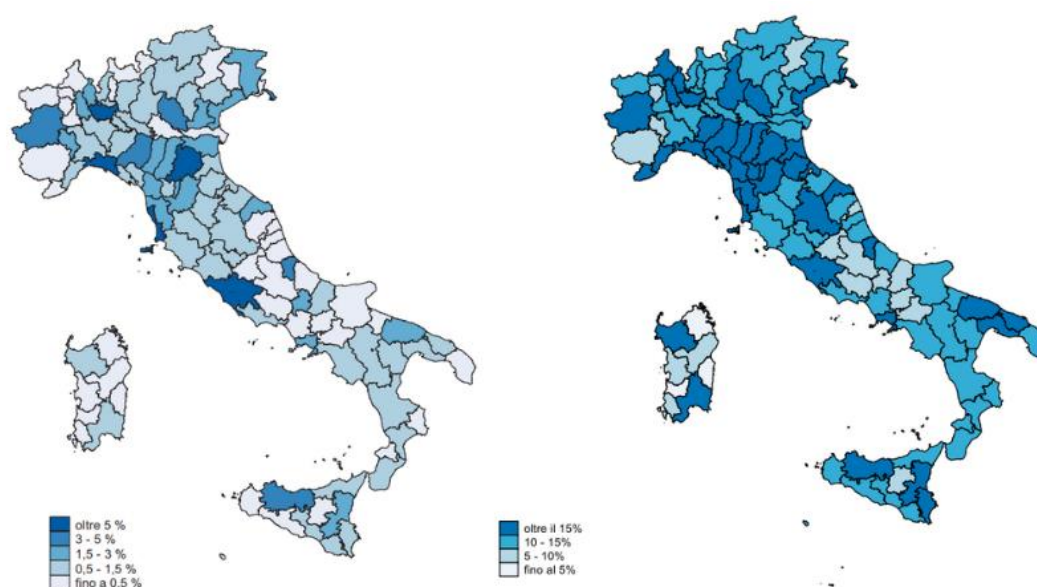 oltre 5 %
3 - 5 %
1,5 - 3 %
0,5 - 1,5 %
fino a 0,5 %
oltre il 15%
10 - 15%
5 - 10%
fino al 5%